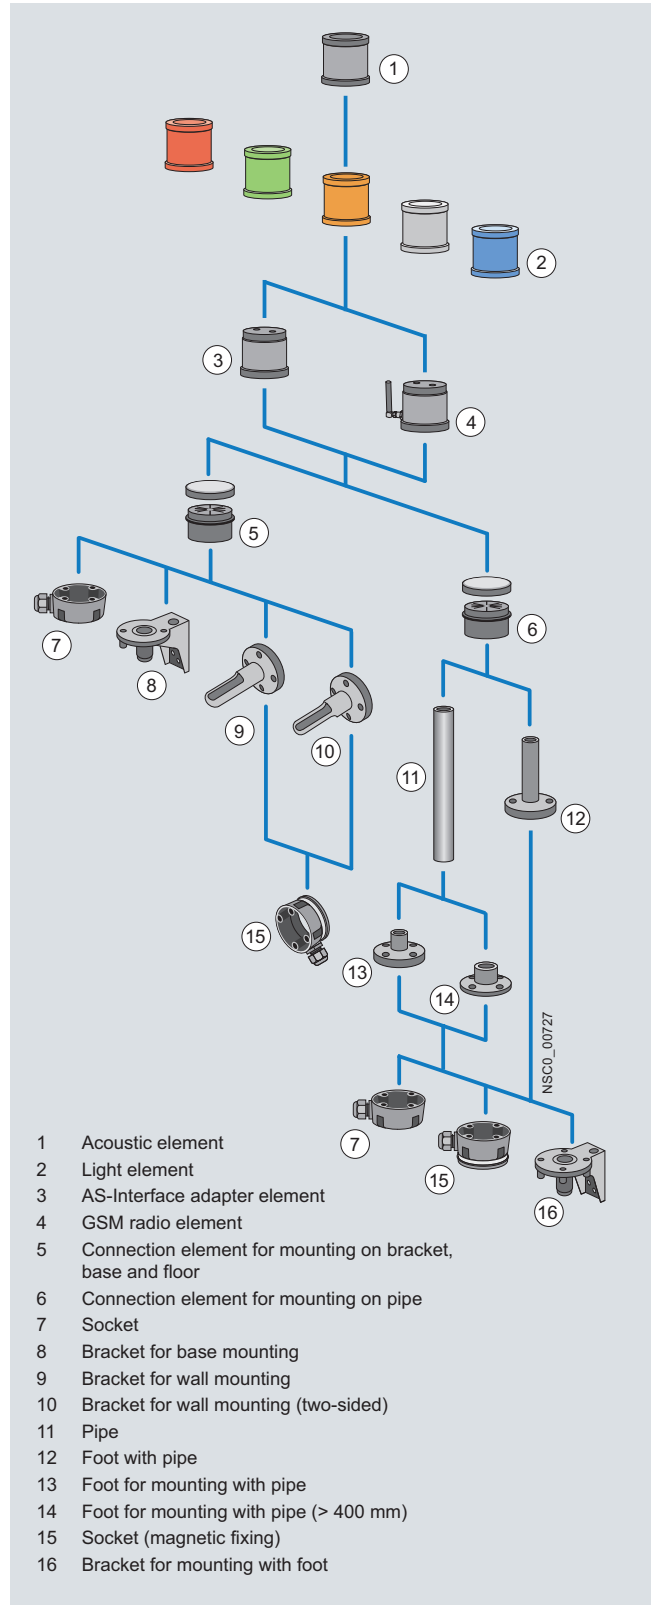 1
2
3
4
5
6
7
8
9
10
11
12
15
13
14
NSC0_00727
7
15
16
1 Acoustic element
2 Light element
3 AS-Interface adapter element
4 GSM radio element
5 Connection element for mounting on bracket,
base and floor
6 Connection element for mounting on pipe
7 Socket
8 Bracket for base mounting
9 Bracket for wall mounting
10 Bracket for wall mounting (two-sided)
11 Pipe
12 Foot with pipe
13 Foot for mounting with pipe
14 Foot for mounting with pipe (> 400 mm)
15 Socket (magnetic fixing)
16 Bracket for mounting with foot